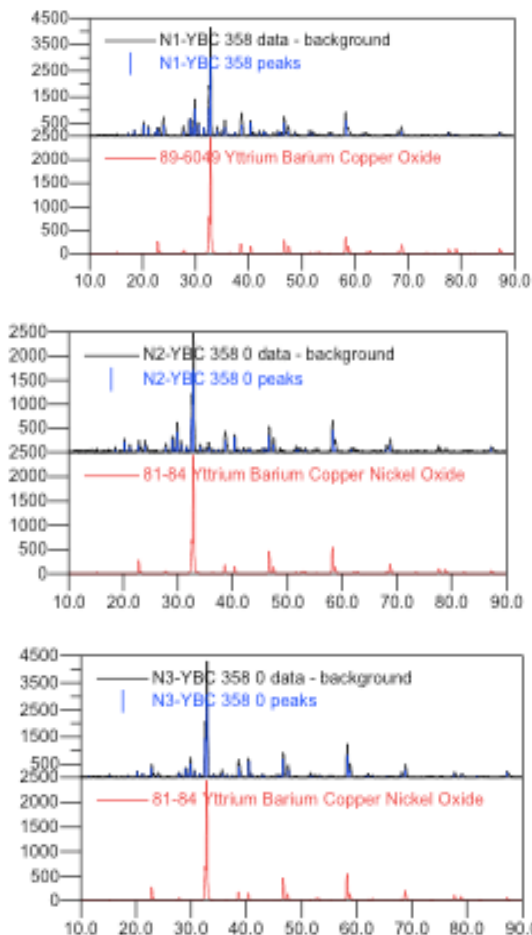 4500
N1-YBC 358 data - background
3500
N1-YBC 358 peaks
2500
1500
500
2500
2000
89-6049 Yttrium Barium Copper Oxide
1500
1000
500
0
10.0 20.0 30.0 40.0 50.0 60.0 70.0 80.0 90.0
2500
N2-YBC 358 0 data - background
2000
1500
N2-YBC 358 0 peaks
1000
500
2500
2000
81-84 Yttrium Barium Copper Nickel Oxide
1500
1000
500
0
10.0 20.0 30.0 40.0 50.0 60.0 70.0 80.0 90.0
4500
N3-YBC 358 0 data - background
3500
N3-YBC 358 0 peaks
2500
1500
500
2500
2000
81-84 Yttrium Barium Copper Nickel Oxide
1500
1000
500
0
10.0 20.0 30.0 40.0 50.0 60.0 70.0 80.0 90.0